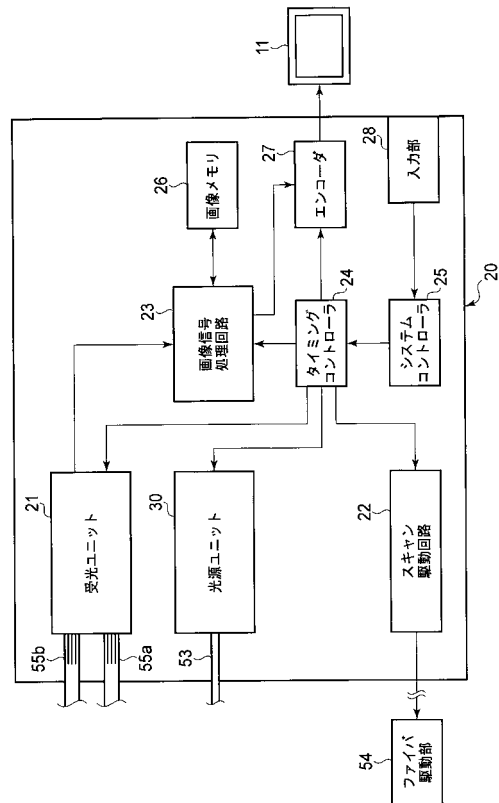 11
20
26
画像メモリ
27
エンコーダ
28
入力部
23
画像信号
処理回路
24
タイミング
コントローラ
25
システム
コントローラ
21
受光ユニット
30
光源ユニット
22
スキャン
駆動回路
55b
55a
53
54
ファイバ
駆動部